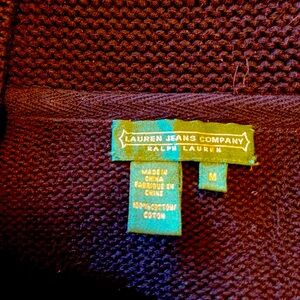 LAUREN JEANS COMPANY
RALPH LAUREN
M
MADE IN
CHINA
FABRIQUE EN
CHINE
100% COTTON/
COTON